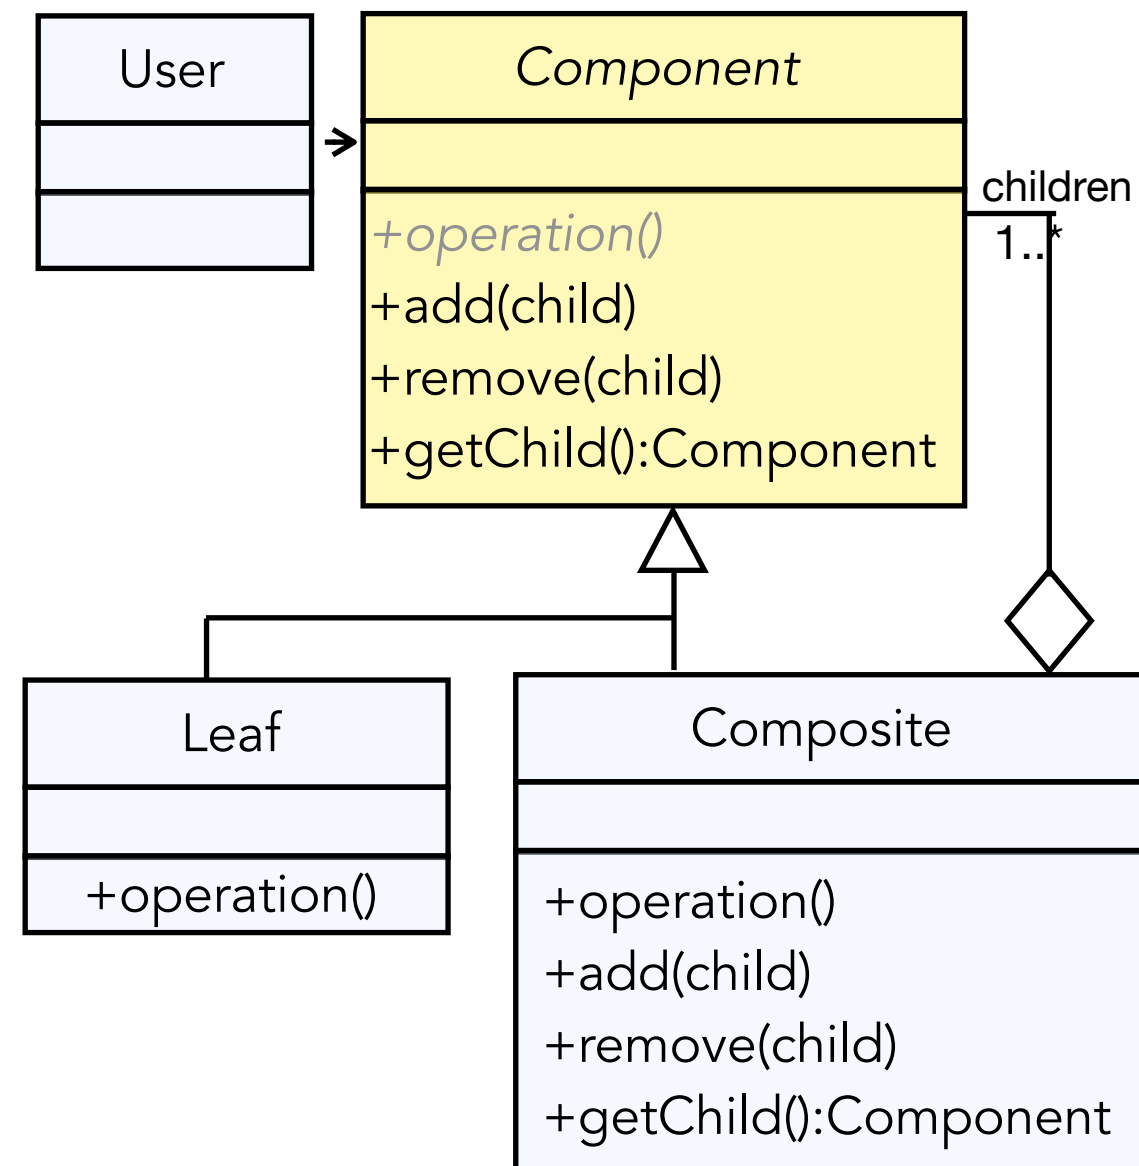 User
Component
+operation()
+add(child)
+remove(child)
+getChild():Component
children
1..*
Leaf
+operation()
Composite
+operation()
+add(child)
+remove(child)
+getChild():Component